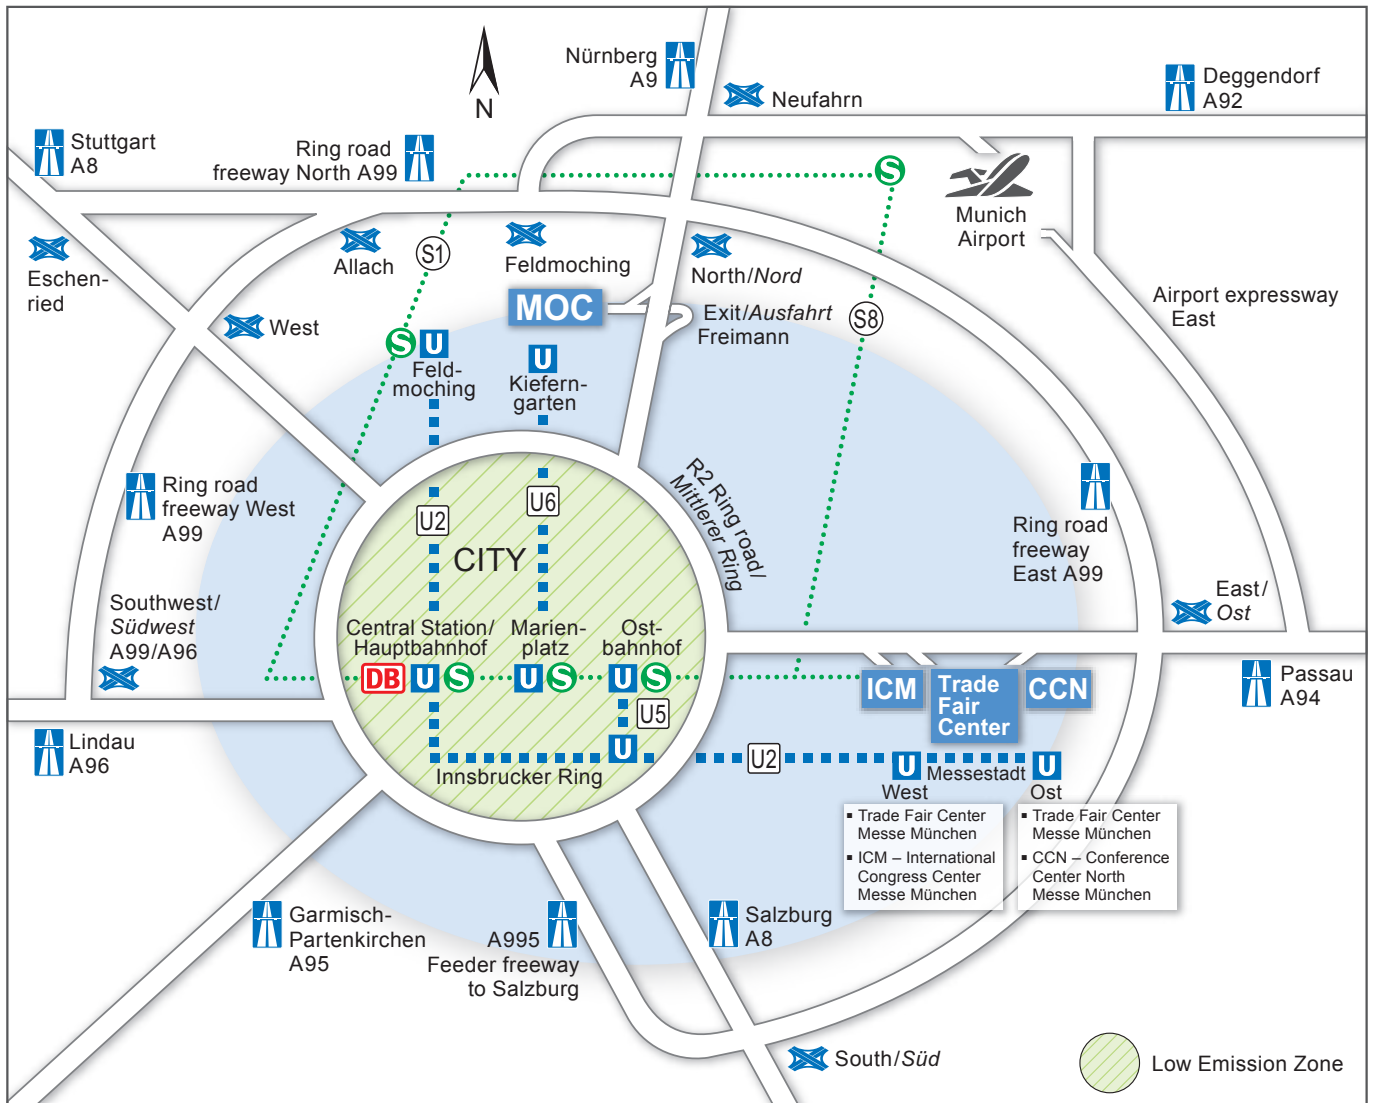 Nürnberg
A9
N
Neufahrn
Deggendorf
A92
Stuttgart
A8
Ring road
freeway North A99
S
Munich
Airport
Eschen-
ried
Allach
S1
Feldmoching
North/Nord
MOC
Exit/Ausfahrt
Freimann
S8
Airport expressway
East
West
S U
Feld-
moching
U
Kiefern-
garten
Ring road
freeway West
A99
U2
U6
R2 Ring road/
Mittlerer Ring
Ring road
freeway
East A99
CITY
Southwest/
Südwest
A99/A96
East/
Ost
Central Station/
Hauptbahnhof
DB U S
Marien-
platz
U S
Ost-
bahnhof
U S
ICM
Trade
Fair
Center
CCN
Passau
A94
U5
U
Lindau
A96
Innsbrucker Ring
U2
U
West
Messestadt
U
Ost
▪ Trade Fair Center
Messe München
▪ ICM – International
Congress Center
Messe München
▪ Trade Fair Center
Messe München
▪ CCN – Conference
Center North
Messe München
Garmisch-
Partenkirchen
A95
A995
Feeder freeway
to Salzburg
Salzburg
A8
South/Süd
Low Emission Zone